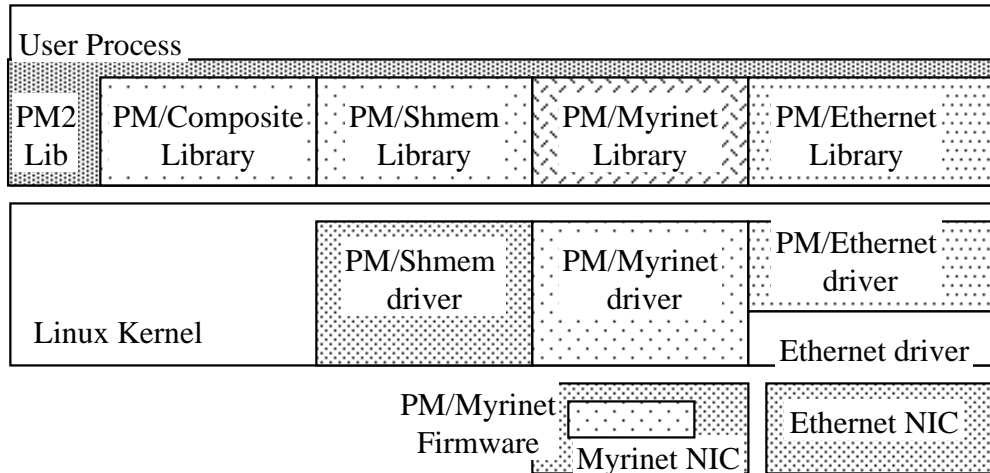 User Process
PM2
Lib
PM/Composite
Library
PM/Shmem
Library
PM/Myrinet
Library
PM/Ethernet
Library
Linux Kernel
PM/Shmem
driver
PM/Myrinet
driver
PM/Ethernet
driver
Ethernet driver
PM/Myrinet
Firmware
Myrinet NIC
Ethernet NIC